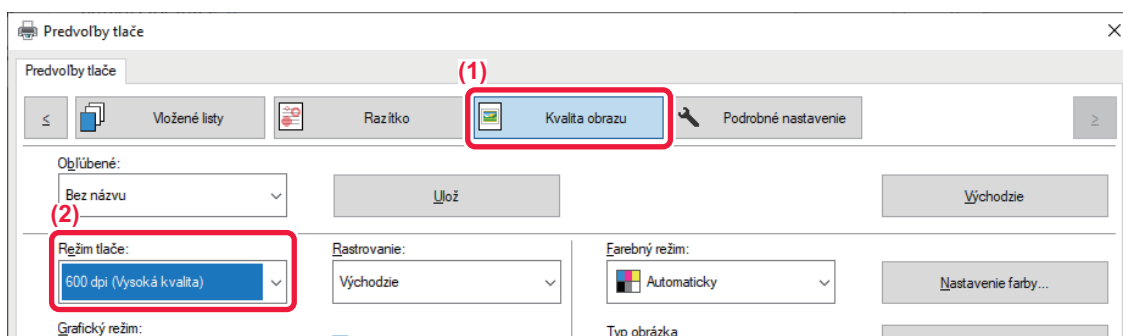 Predvoľby tlače
Predvoľby tlače
(1)
< Vložené listy Razítko Kvalita obrazu Podrobné nastavenie >
Obľúbené:
Bez názvu Ulož Východzie
(2)
Režim tlače: Rastrovanie: Farebný režim:
600 dpi (Vysoká kvalita) Východzie Automaticky Nastavenie farby...
Grafický režim: Typ obrázka